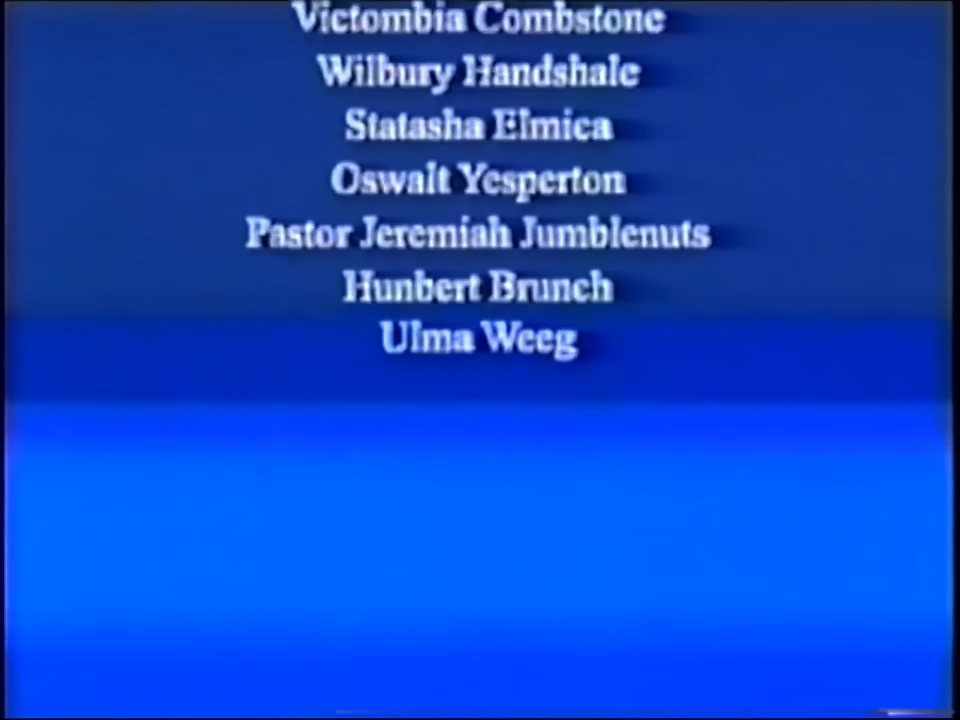 Victombia Combstone
Wilbury Handshale
Statasha Elmica
Oswalt Yesperton
Pastor Jeremiah Jumblenuts
Hunbert Brunch
Ulma Weeg